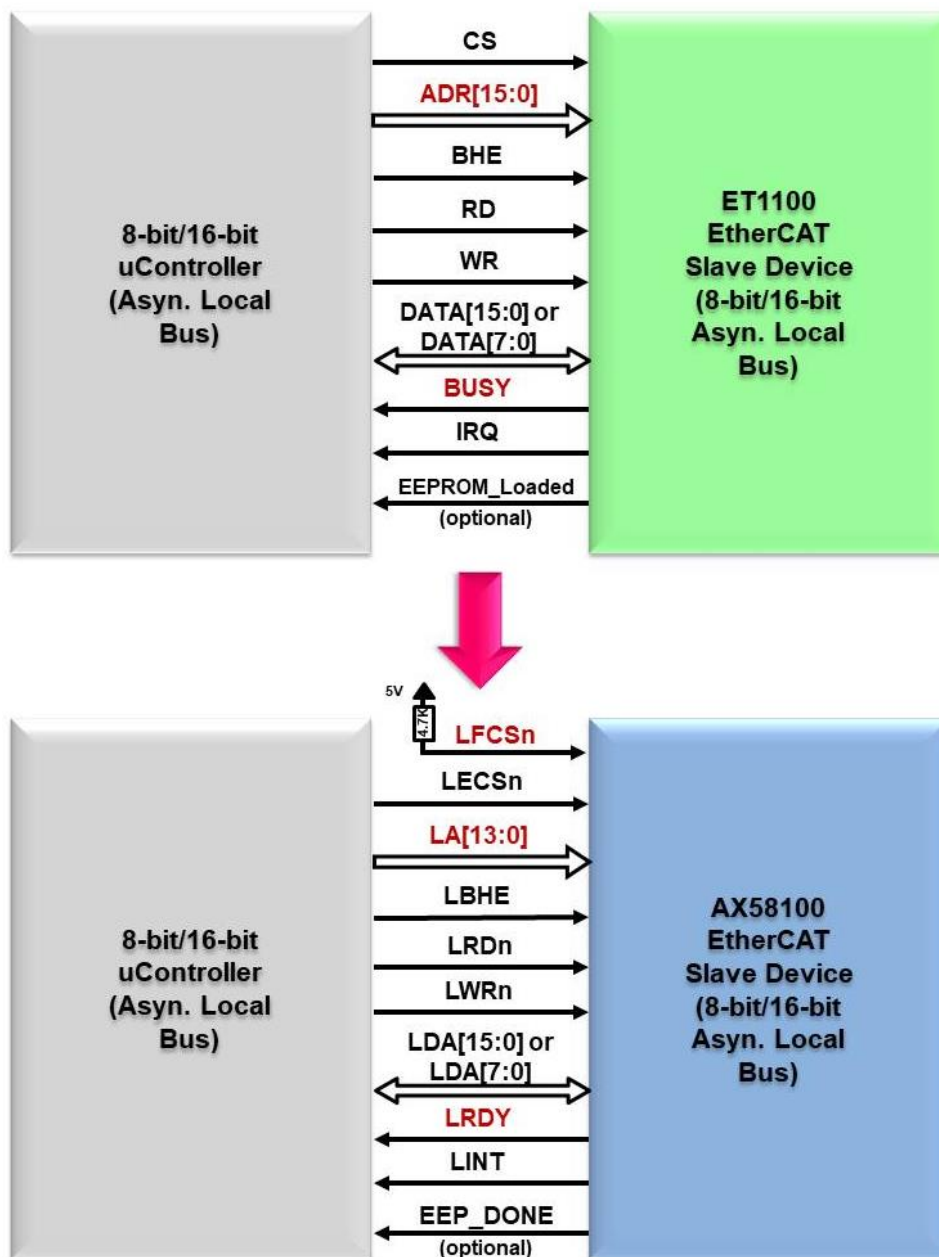 CS
ADR[15:0]
BHE
RD
WR
DATA[15:0] or
DATA[7:0]
BUSY
IRQ
EEPROM_Loaded
(optional)
8-bit/16-bit
uController
(Asyn. Local
Bus)
ET1100
EtherCAT
Slave Device
(8-bit/16-bit
Asyn. Local
Bus)
5V
4.7K
LFCSn
LECSn
LA[13:0]
LBHE
LRDn
LWRn
LDA[15:0] or
LDA[7:0]
LRDY
LINT
EEP_DONE
(optional)
8-bit/16-bit
uController
(Asyn. Local
Bus)
AX58100
EtherCAT
Slave Device
(8-bit/16-bit
Asyn. Local
Bus)